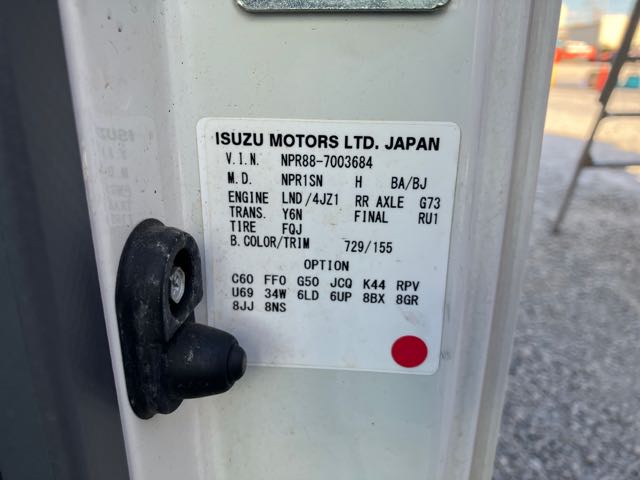 ISUZU MOTORS LTD. JAPAN
V.I.N. NPR88-7003684
M.D. NPR1SN H BA/BJ
ENGINE LND/4JZ1 RR AXLE G73
TRANS. Y6N FINAL RU1
TIRE FQJ
B.COLOR/TRIM 729/155
OPTION
C60 FF0 G50 JCQ K44 RPV
U69 34W 6LD 6UP 8BX 8GR
8JJ 8NS